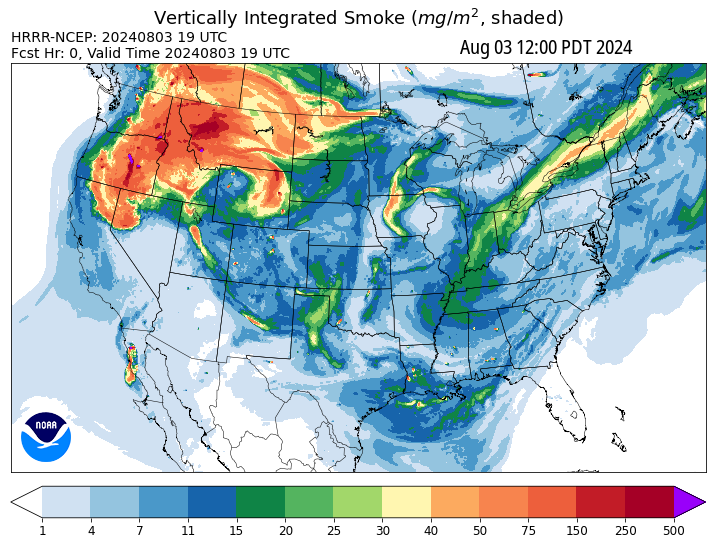 Vertically Integrated Smoke (mg/m², shaded)
HRRR-NCEP: 20240803 19 UTC
Fcst Hr: 0, Valid Time 20240803 19 UTC
Aug 03 12:00 PDT 2024
NOAA
1 4 7 11 15 20 25 30 40 50 75 150 250 500